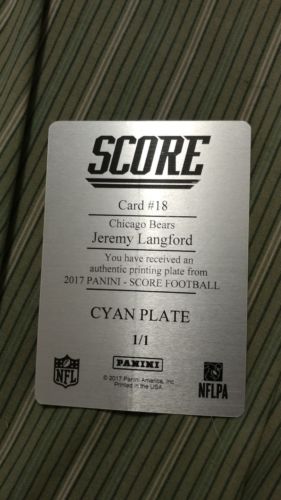 SCORE
Card #18
Chicago Bears
Jeremy Langford
You have received an
authentic printing plate from
2017 PANINI - SCORE FOOTBALL
CYAN PLATE
1/1
NFL
PANINI
NFLPA
© 2017 Panini America, Inc.
Printed in the USA